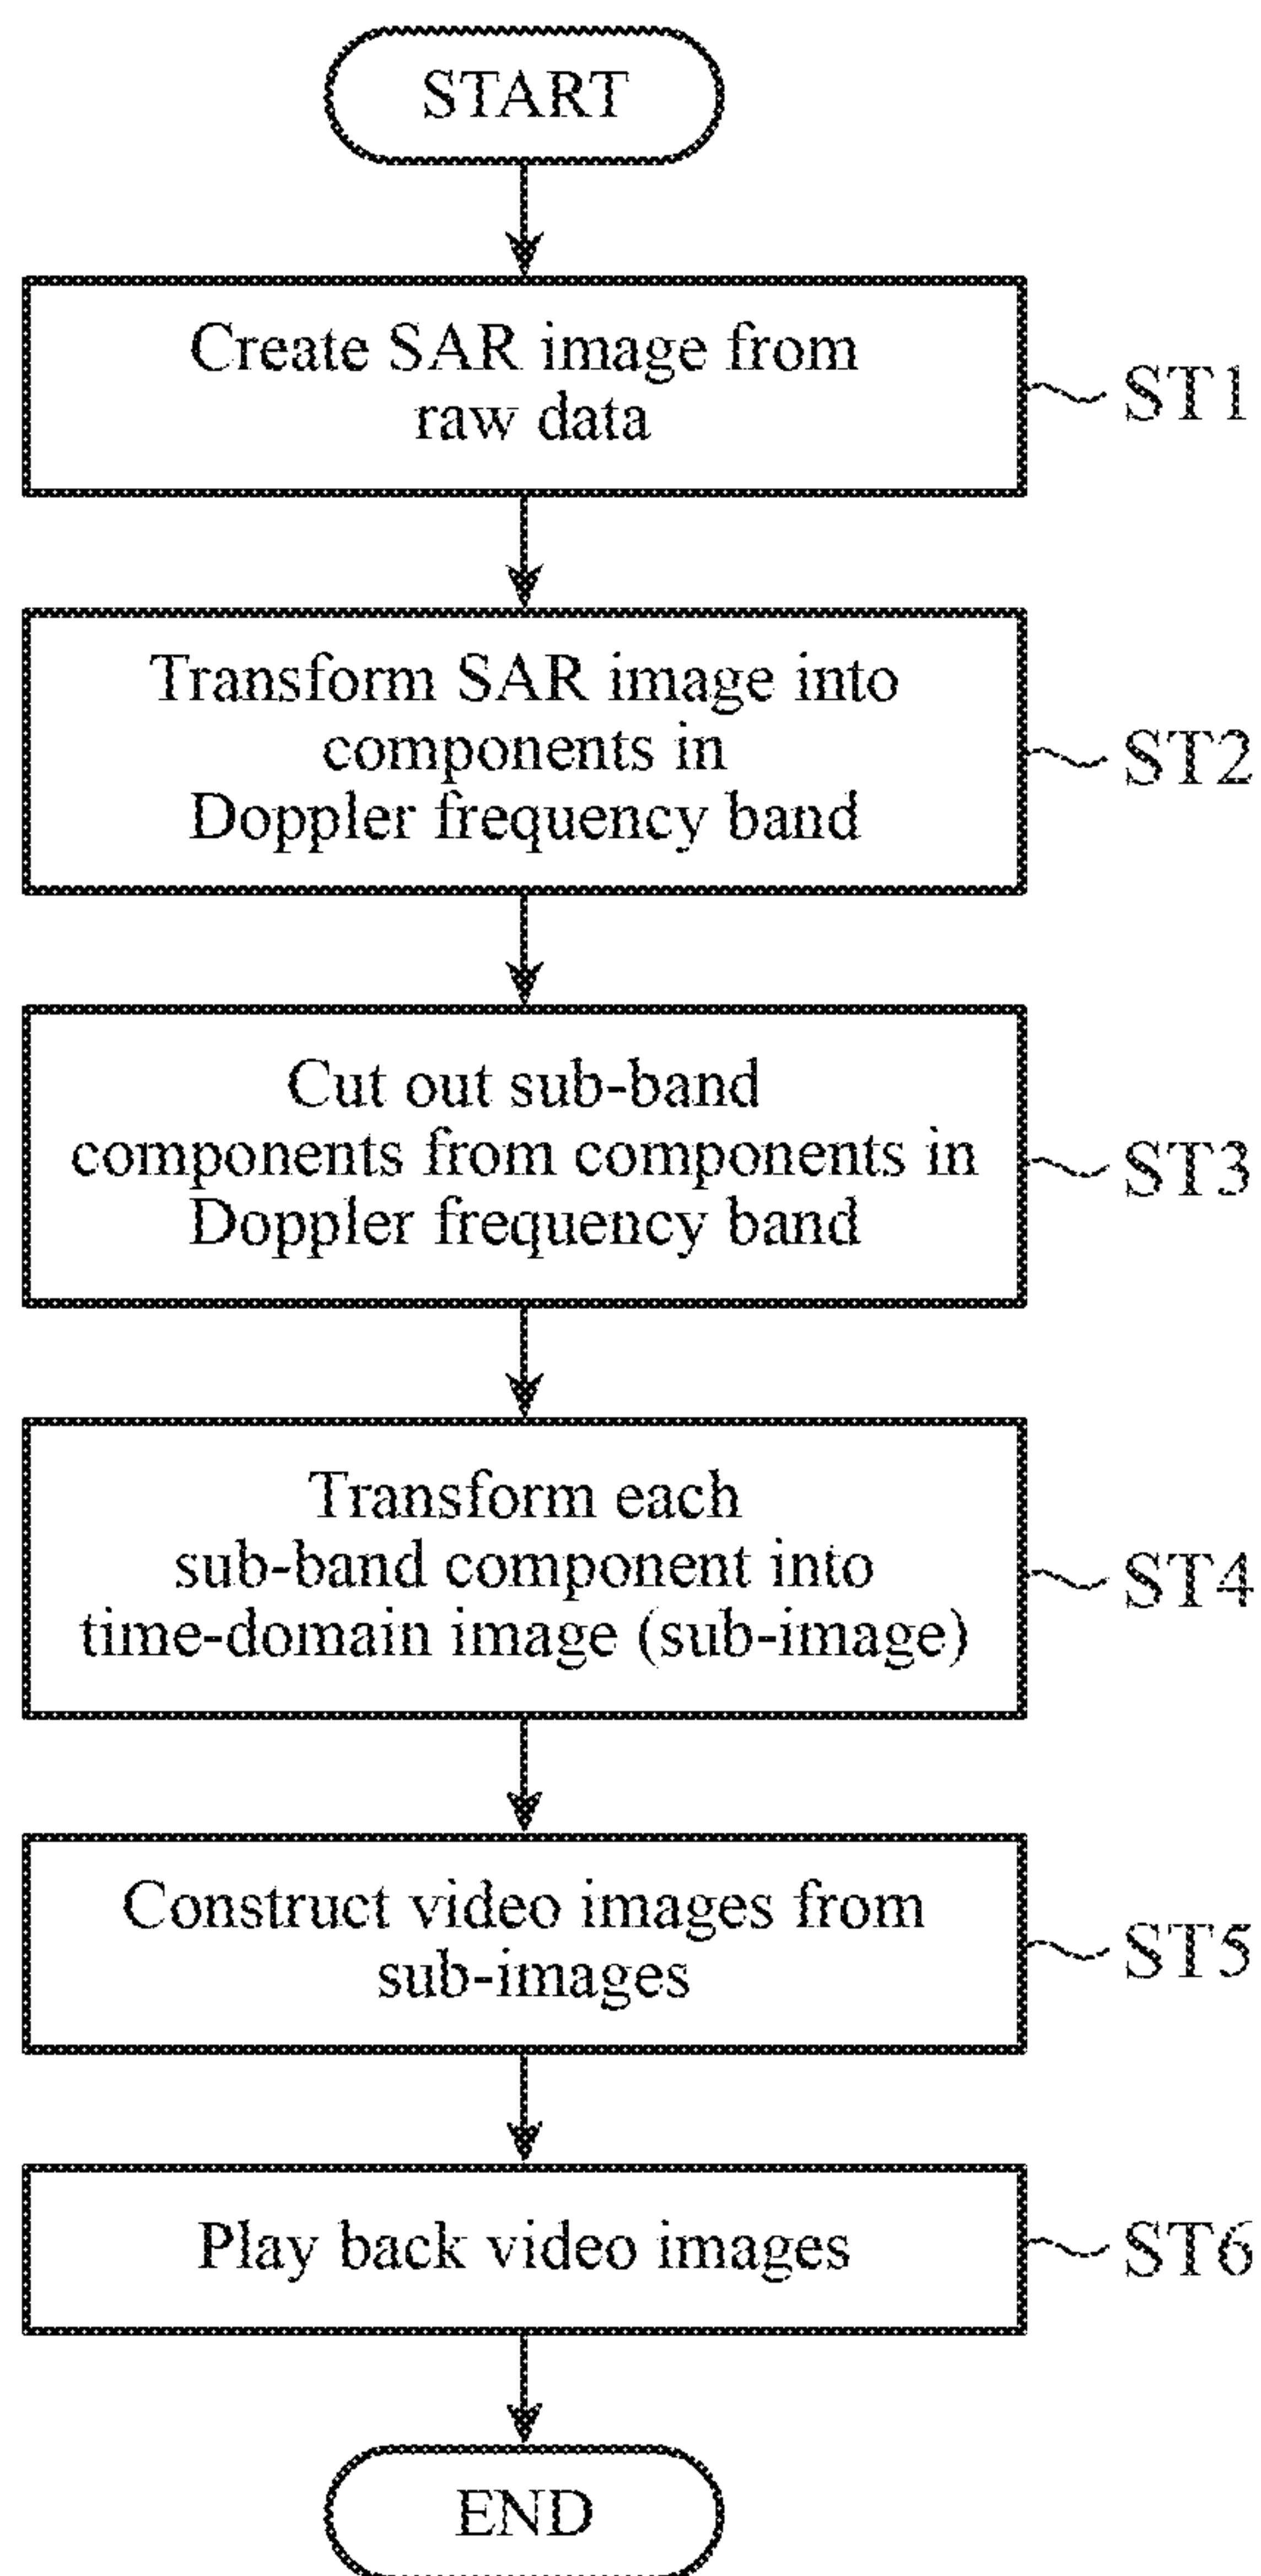 START
Create SAR image from
raw data
ST1
Transform SAR image into
components in
Doppler frequency band
ST2
Cut out sub-band
components from components in
Doppler frequency band
ST3
Transform each
sub-band component into
time-domain image (sub-image)
ST4
Construct video images from
sub-images
ST5
Play back video images
ST6
END